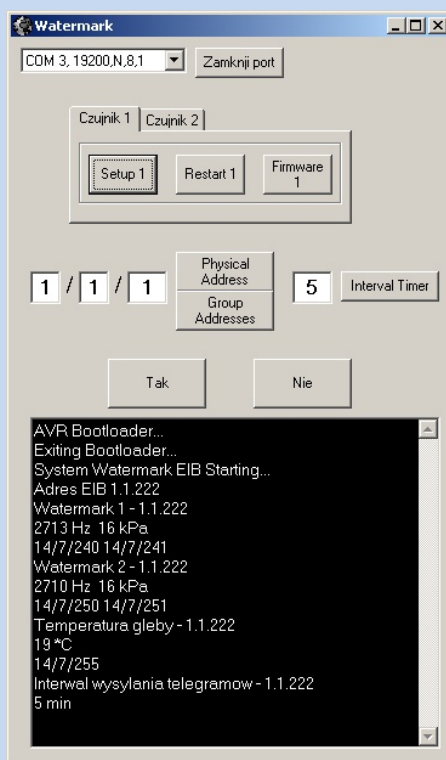 Watermark
COM 3, 19200,N,8,1
Zamknij port
Czujnik 1
Czujnik 2
Setup 1
Restart 1
Firmware
1
1 / 1 / 1
Physical
Address
Group
Addresses
5
Interval Timer
Tak
Nie
AVR Bootloader...
Exiting Bootloader...
System Watermark EIB Starting...
Adres EIB 1.1.222
Watermark 1 - 1.1.222
2713 Hz 16 kPa
14/7/240 14/7/241
Watermark 2 - 1.1.222
2710 Hz 16 kPa
14/7/250 14/7/251
Temperatura gleby - 1.1.222
19 *C
14/7/255
Interwal wysylania telegramow - 1.1.222
5 min